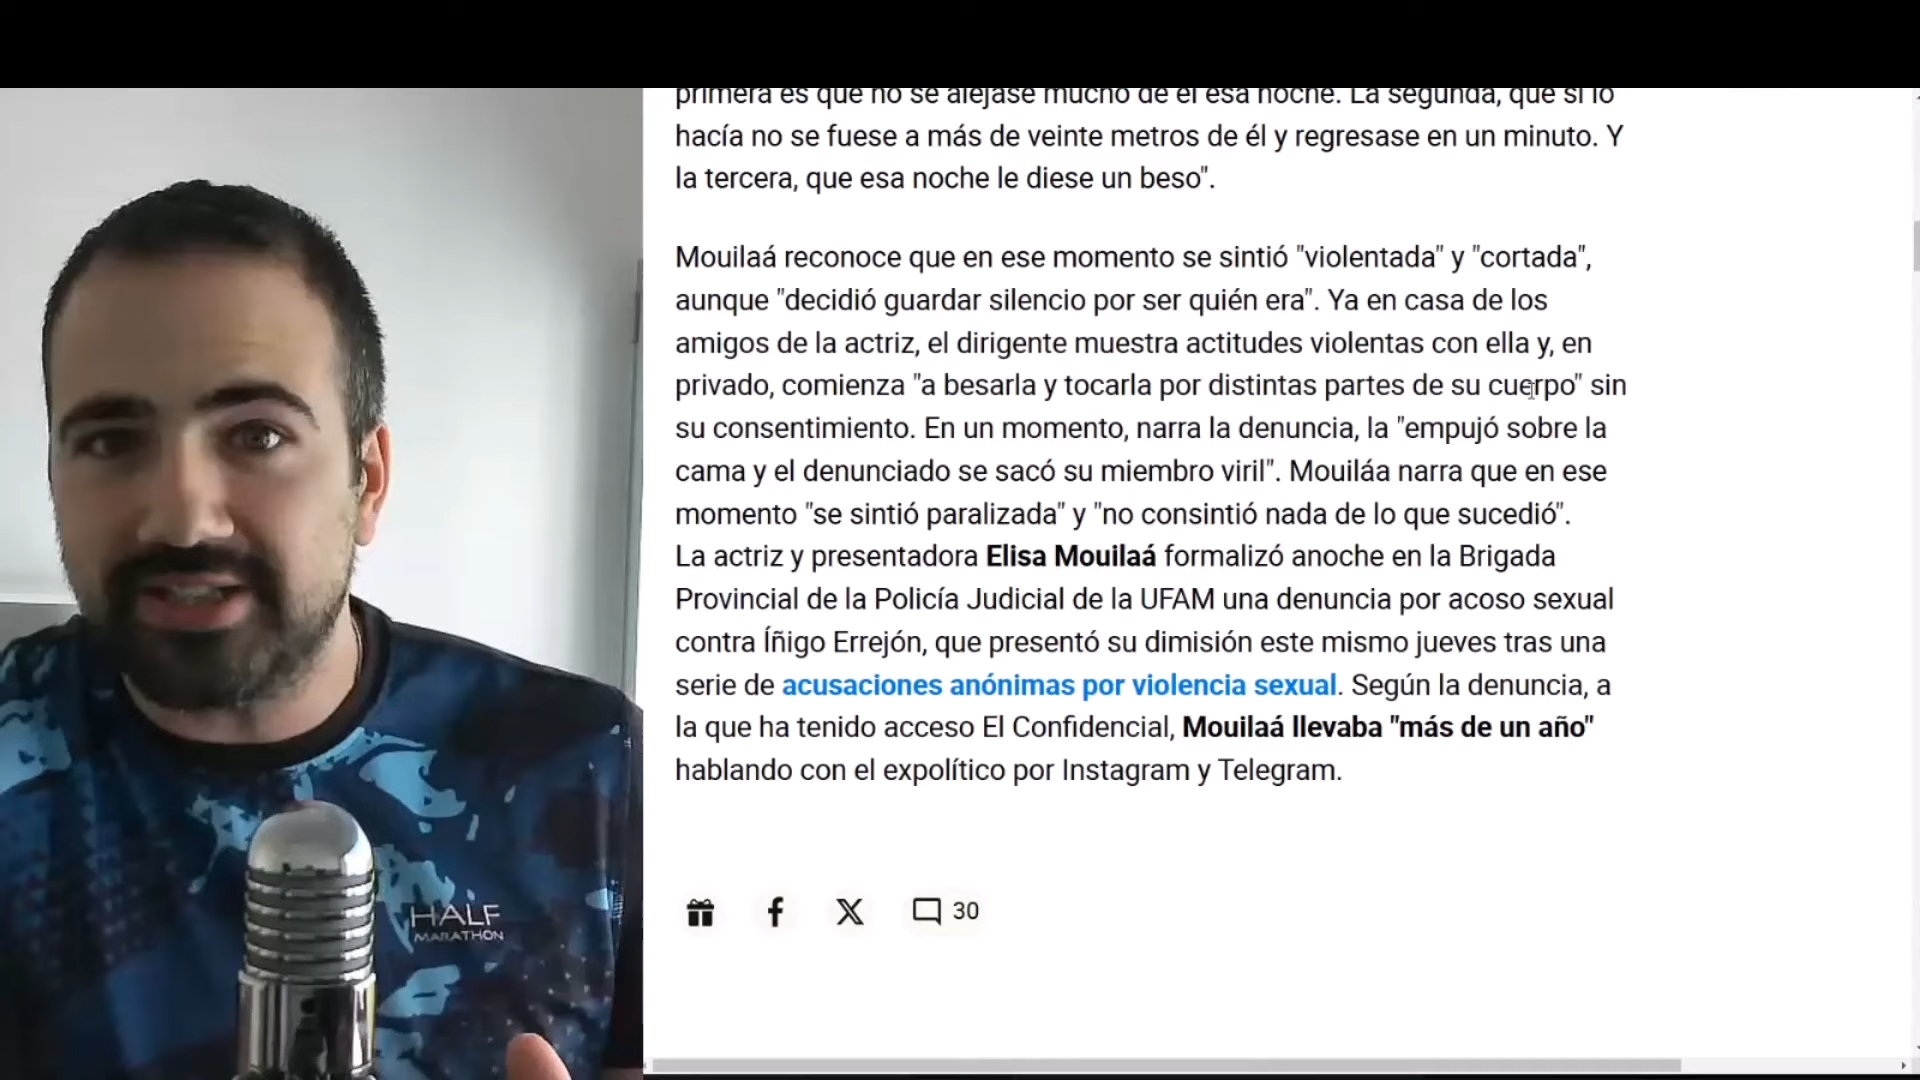 primera es que no se alejase mucho de él esa noche. La segunda, que si lo
hacía no se fuese a más de veinte metros de él y regresase en un minuto. Y
la tercera, que esa noche le diese un beso".
Mouilaá reconoce que en ese momento se sintió "violentada" y "cortada",
aunque "decidió guardar silencio por ser quién era". Ya en casa de los
amigos de la actriz, el dirigente muestra actitudes violentas con ella y, en
privado, comienza "a besarla y tocarla por distintas partes de su cuerpo" sin
su consentimiento. En un momento, narra la denuncia, la "empujó sobre la
cama y el denunciado se sacó su miembro viril". Mouiláa narra que en ese
momento "se sintió paralizada" y "no consintió nada de lo que sucedió".
La actriz y presentadora Elisa Mouilaá formalizó anoche en la Brigada
Provincial de la Policía Judicial de la UFAM una denuncia por acoso sexual
contra Íñigo Errejón, que presentó su dimisión este mismo jueves tras una
serie de acusaciones anónimas por violencia sexual. Según la denuncia, a
la que ha tenido acceso El Confidencial, Mouilaá llevaba "más de un año"
hablando con el expolítico por Instagram y Telegram.
30
HALF
MARATHON